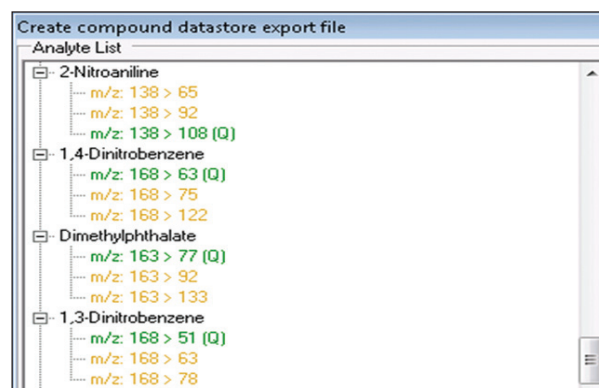 Create compound datastore export file
Analyte List
2-Nitroaniline
m/z: 138 > 65
m/z: 138 > 92
m/z: 138 > 108 (Q)
1,4-Dinitrobenzene
m/z: 168 > 63 (Q)
m/z: 168 > 75
m/z: 168 > 122
Dimethylphthalate
m/z: 163 > 77 (Q)
m/z: 163 > 92
m/z: 163 > 133
1,3-Dinitrobenzene
m/z: 168 > 51 (Q)
m/z: 168 > 63
m/z: 168 > 78